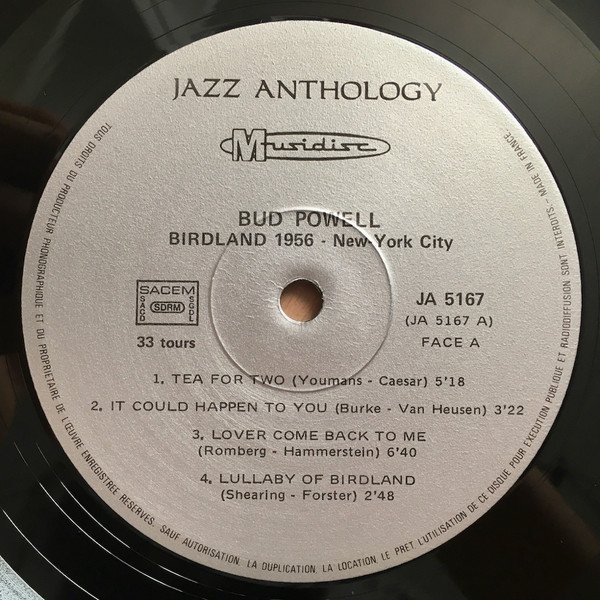 JAZZ ANTHOLOGY
Musidisc
BUD POWELL
BIRDLAND 1956 - New-York City
SACEM
SACD
SDRM
SGDL
33 tours
JA 5167
(JA 5167 A)
FACE A
1. TEA FOR TWO (Youmans - Caesar) 5'18
2. IT COULD HAPPEN TO YOU (Burke - Van Heusen) 3'22
3. LOVER COME BACK TO ME
(Romberg - Hammerstein) 6'40
4. LULLABY OF BIRDLAND
(Shearing - Forster) 2'48
TOUS DROITS DU PRODUCTEUR PHONOGRAPHIQUE ET DU PROPRIETAIRE DE L'ŒUVRE ENREGISTREE RESERVES. SAUF AUTORISATION, LA DUPLICATION, LA LOCATION, LE PRET, L'UTILISATION DE CE DISQUE POUR EXECUTION PUBLIQUE ET RADIODIFFUSION SONT INTERDITS - MADE IN FRANCE